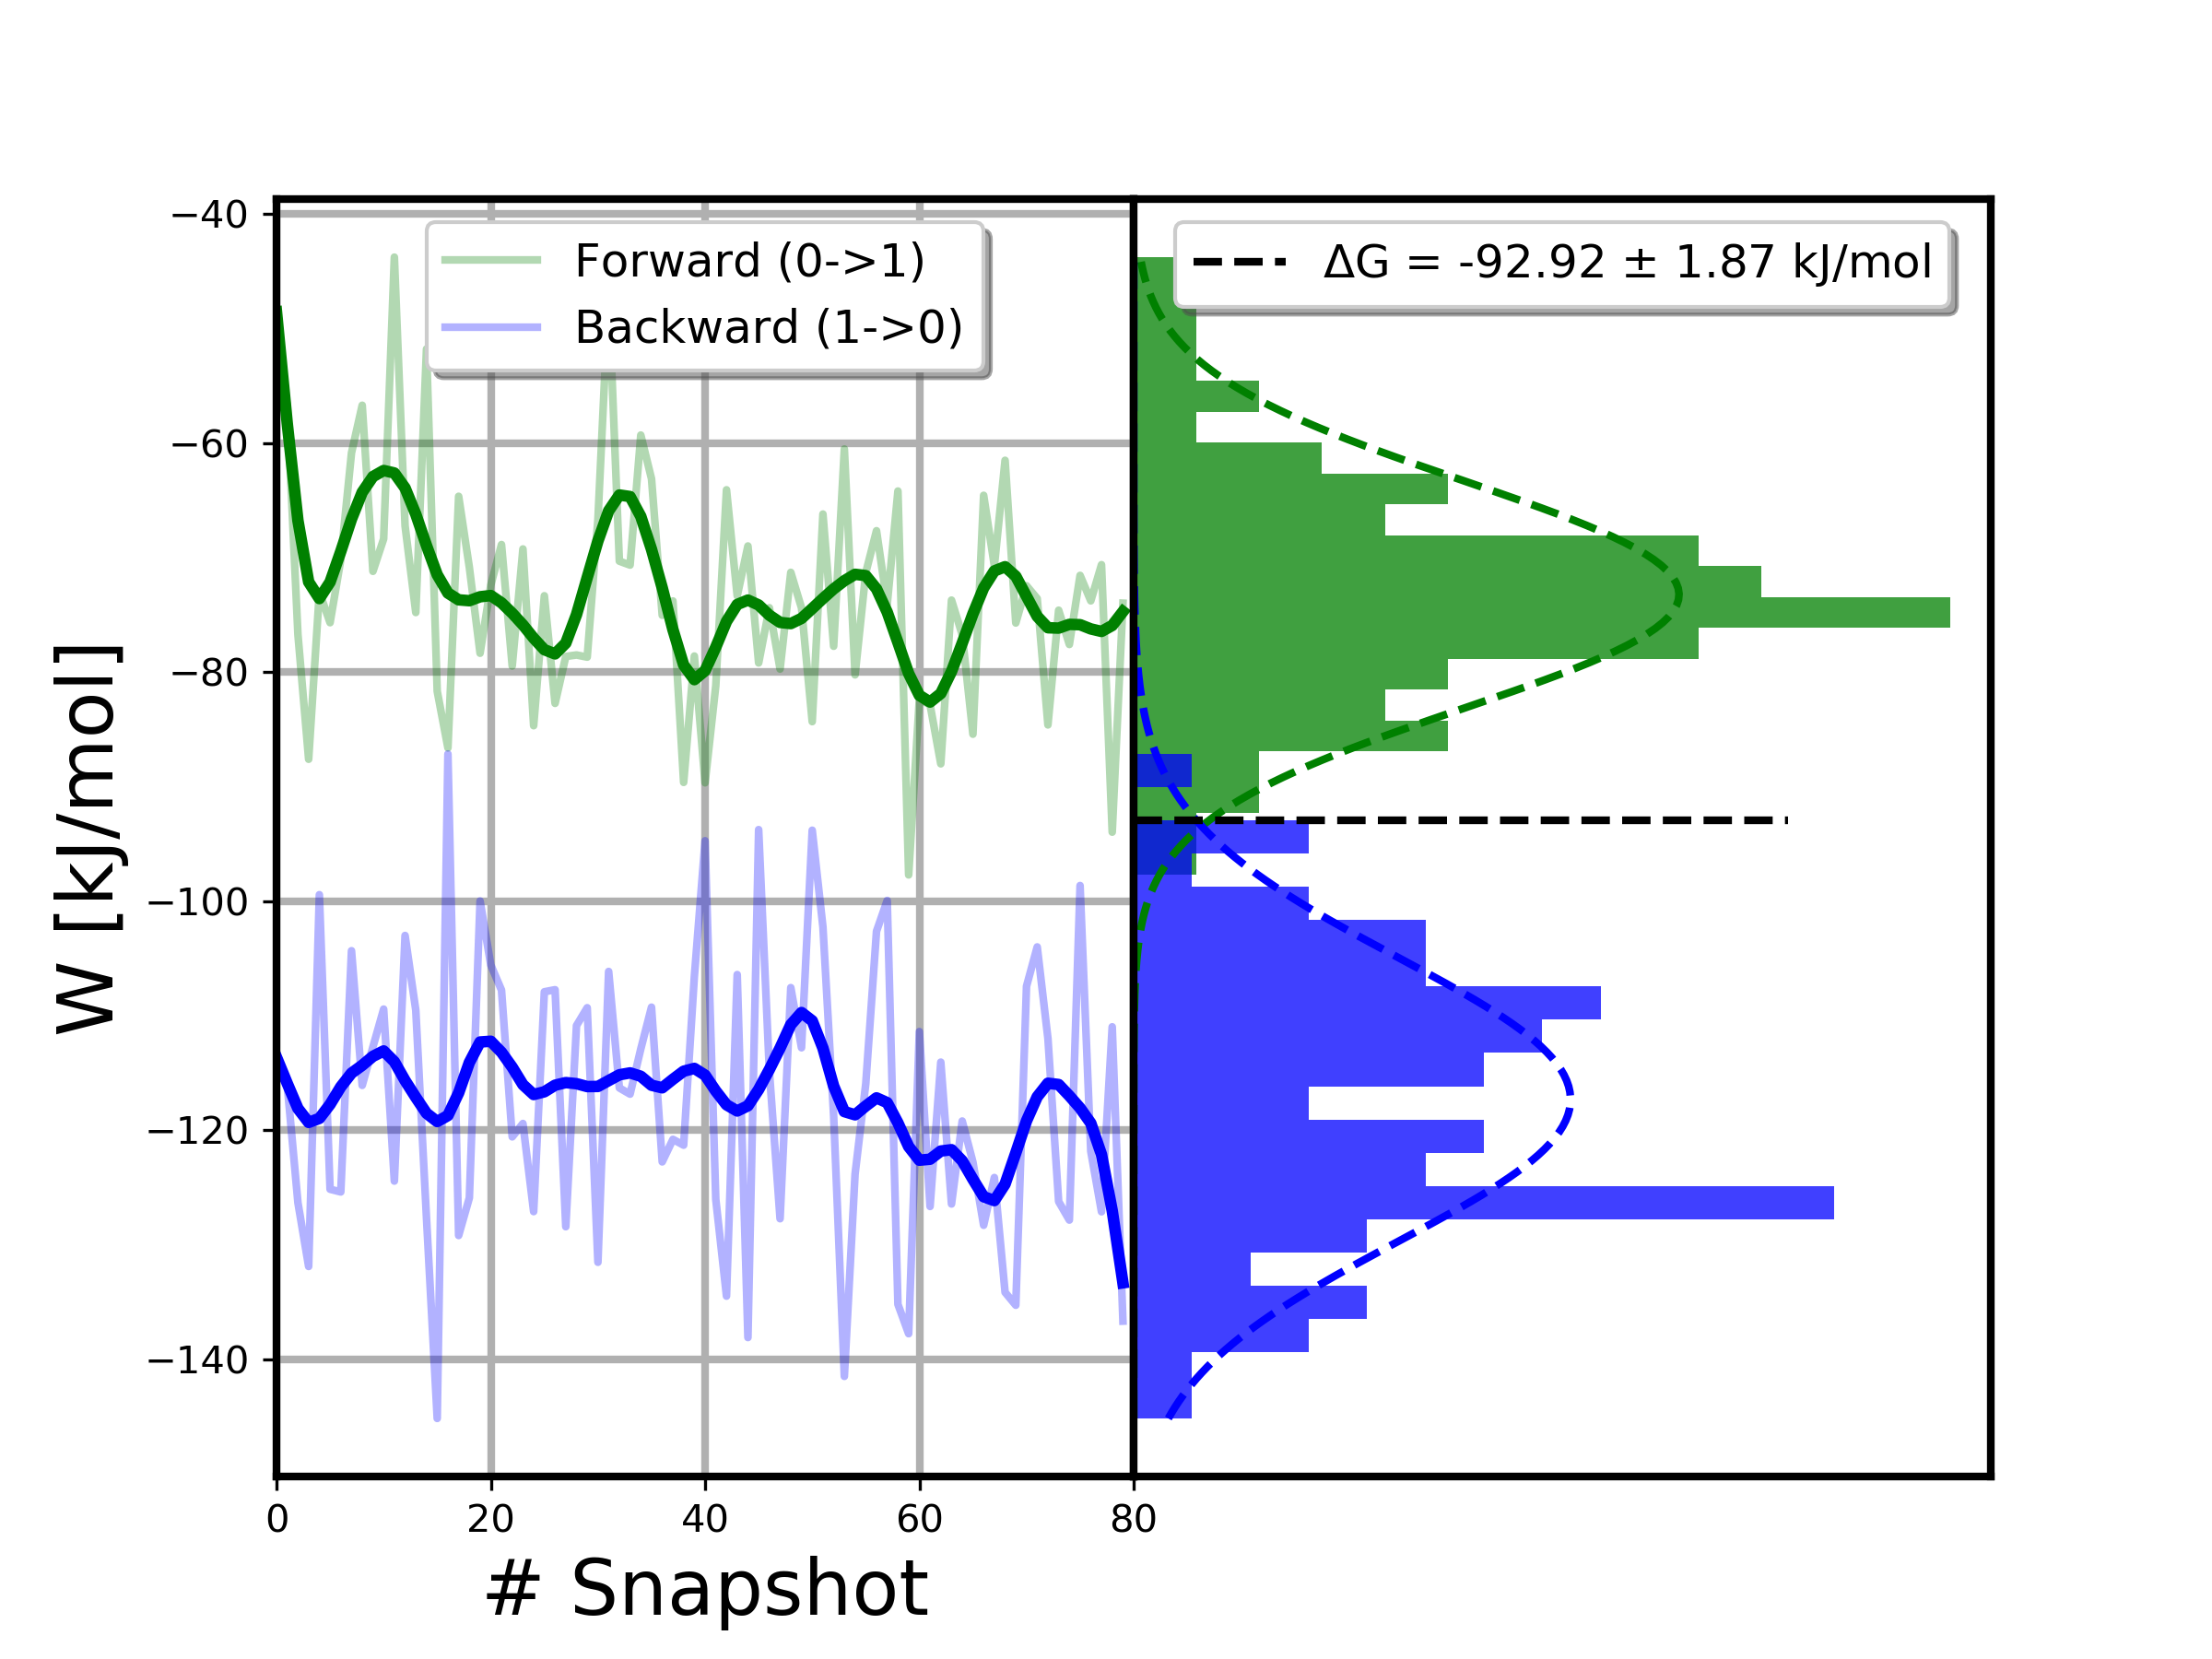 Forward (0->1)
Backward (1->0)
ΔG = -92.92 ± 1.87 kJ/mol
W [kJ/mol]
−40
−60
−80
−100
−120
−140
0 20 40 60 80
# Snapshot